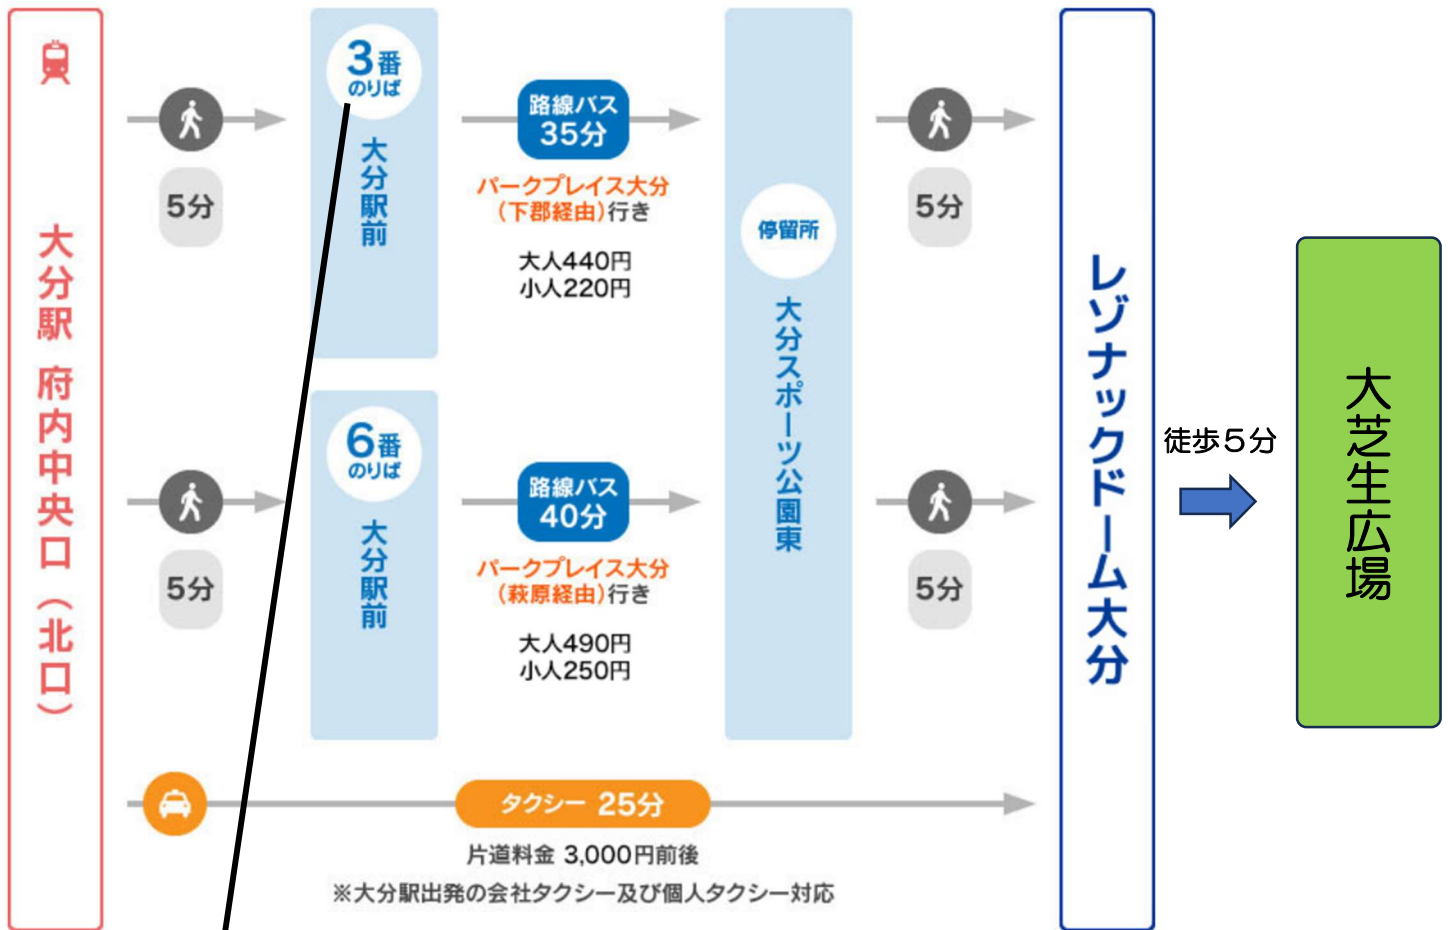 大分駅 府内中央口（北口）
5分
3番
のりば
大分駅前
路線バス
35分
パークプレイス大分
（下郡経由）行き
大人440円
小人220円
5分
5分
6番
のりば
大分駅前
路線バス
40分
パークプレイス大分
（萩原経由）行き
大人490円
小人250円
停留所
大分スポーツ公園東
5分
タクシー 25分
片道料金 3,000円前後
※大分駅出発の会社タクシー及び個人タクシー対応
レゾナックドーム大分
徒歩5分
大芝生広場